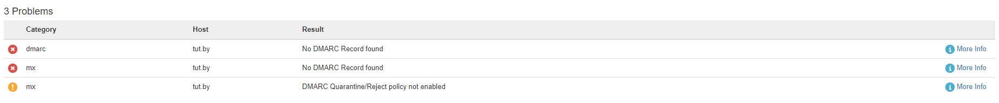 3 Problems
Category Host Result
dmarc tut.by No DMARC Record found More Info
mx tut.by No DMARC Record found More Info
mx tut.by DMARC Quarantine/Reject policy not enabled More Info